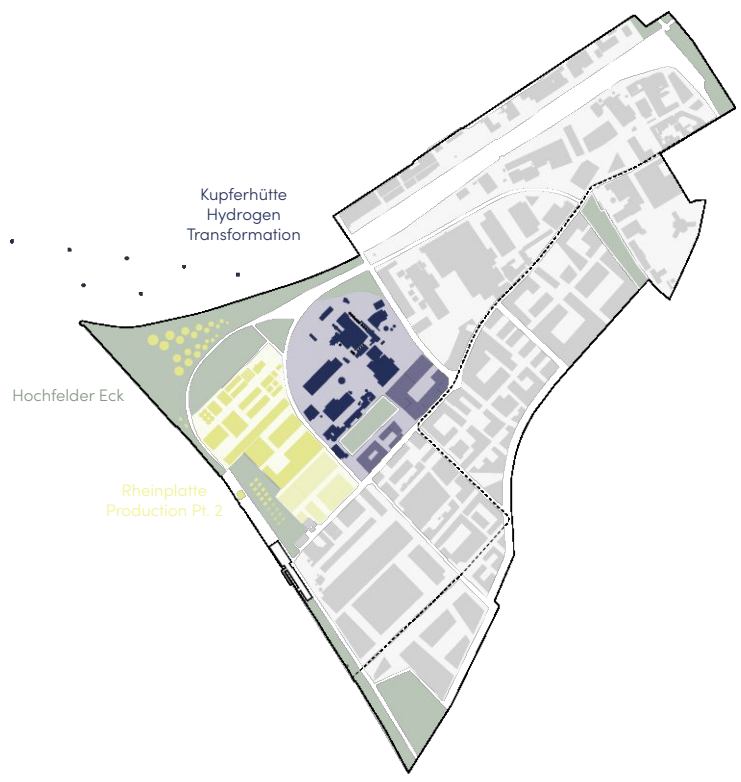 Kupferhütte
Hydrogen
Transformation
Hochfelder Eck
Rheinplatte
Production Pt. 2